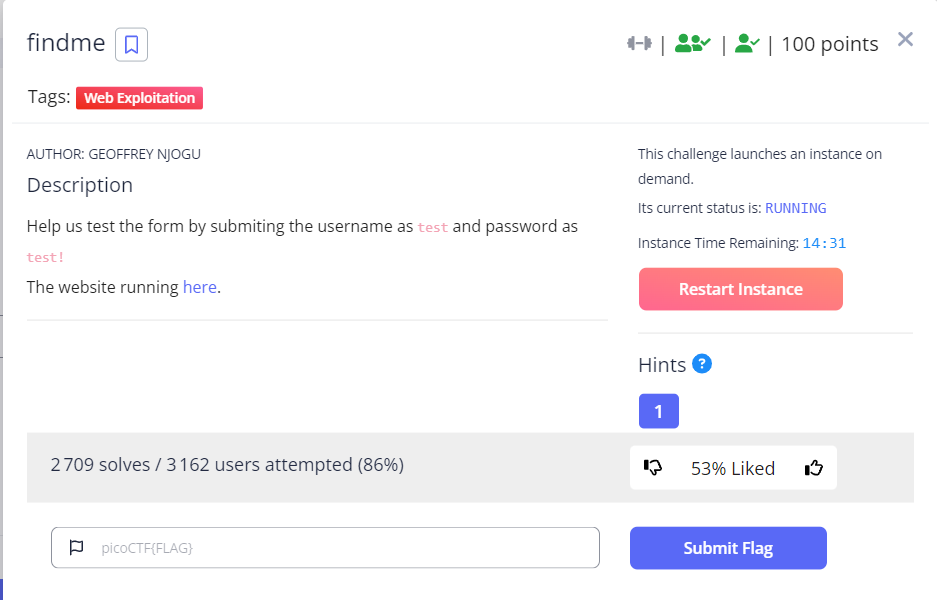 findme
| | | 100 points
Tags: Web Exploitation
AUTHOR: GEOFFREY NJOGU
Description
Help us test the form by submiting the username as test and password as
test!
The website running here.
This challenge launches an instance on
demand.
Its current status is: RUNNING
Instance Time Remaining: 14:31
Restart Instance
Hints ?
1
2 709 solves / 3 162 users attempted (86%)
53% Liked
picoCTF{FLAG}
Submit Flag